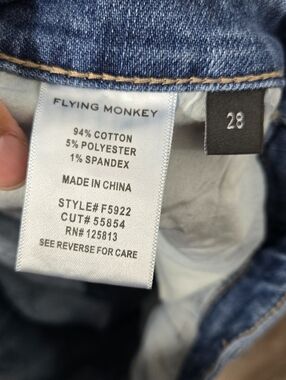 FLYING MONKEY
94% COTTON
5% POLYESTER
1% SPANDEX
MADE IN CHINA
STYLE# F5922
CUT# 55854
RN# 125813
SEE REVERSE FOR CARE
28